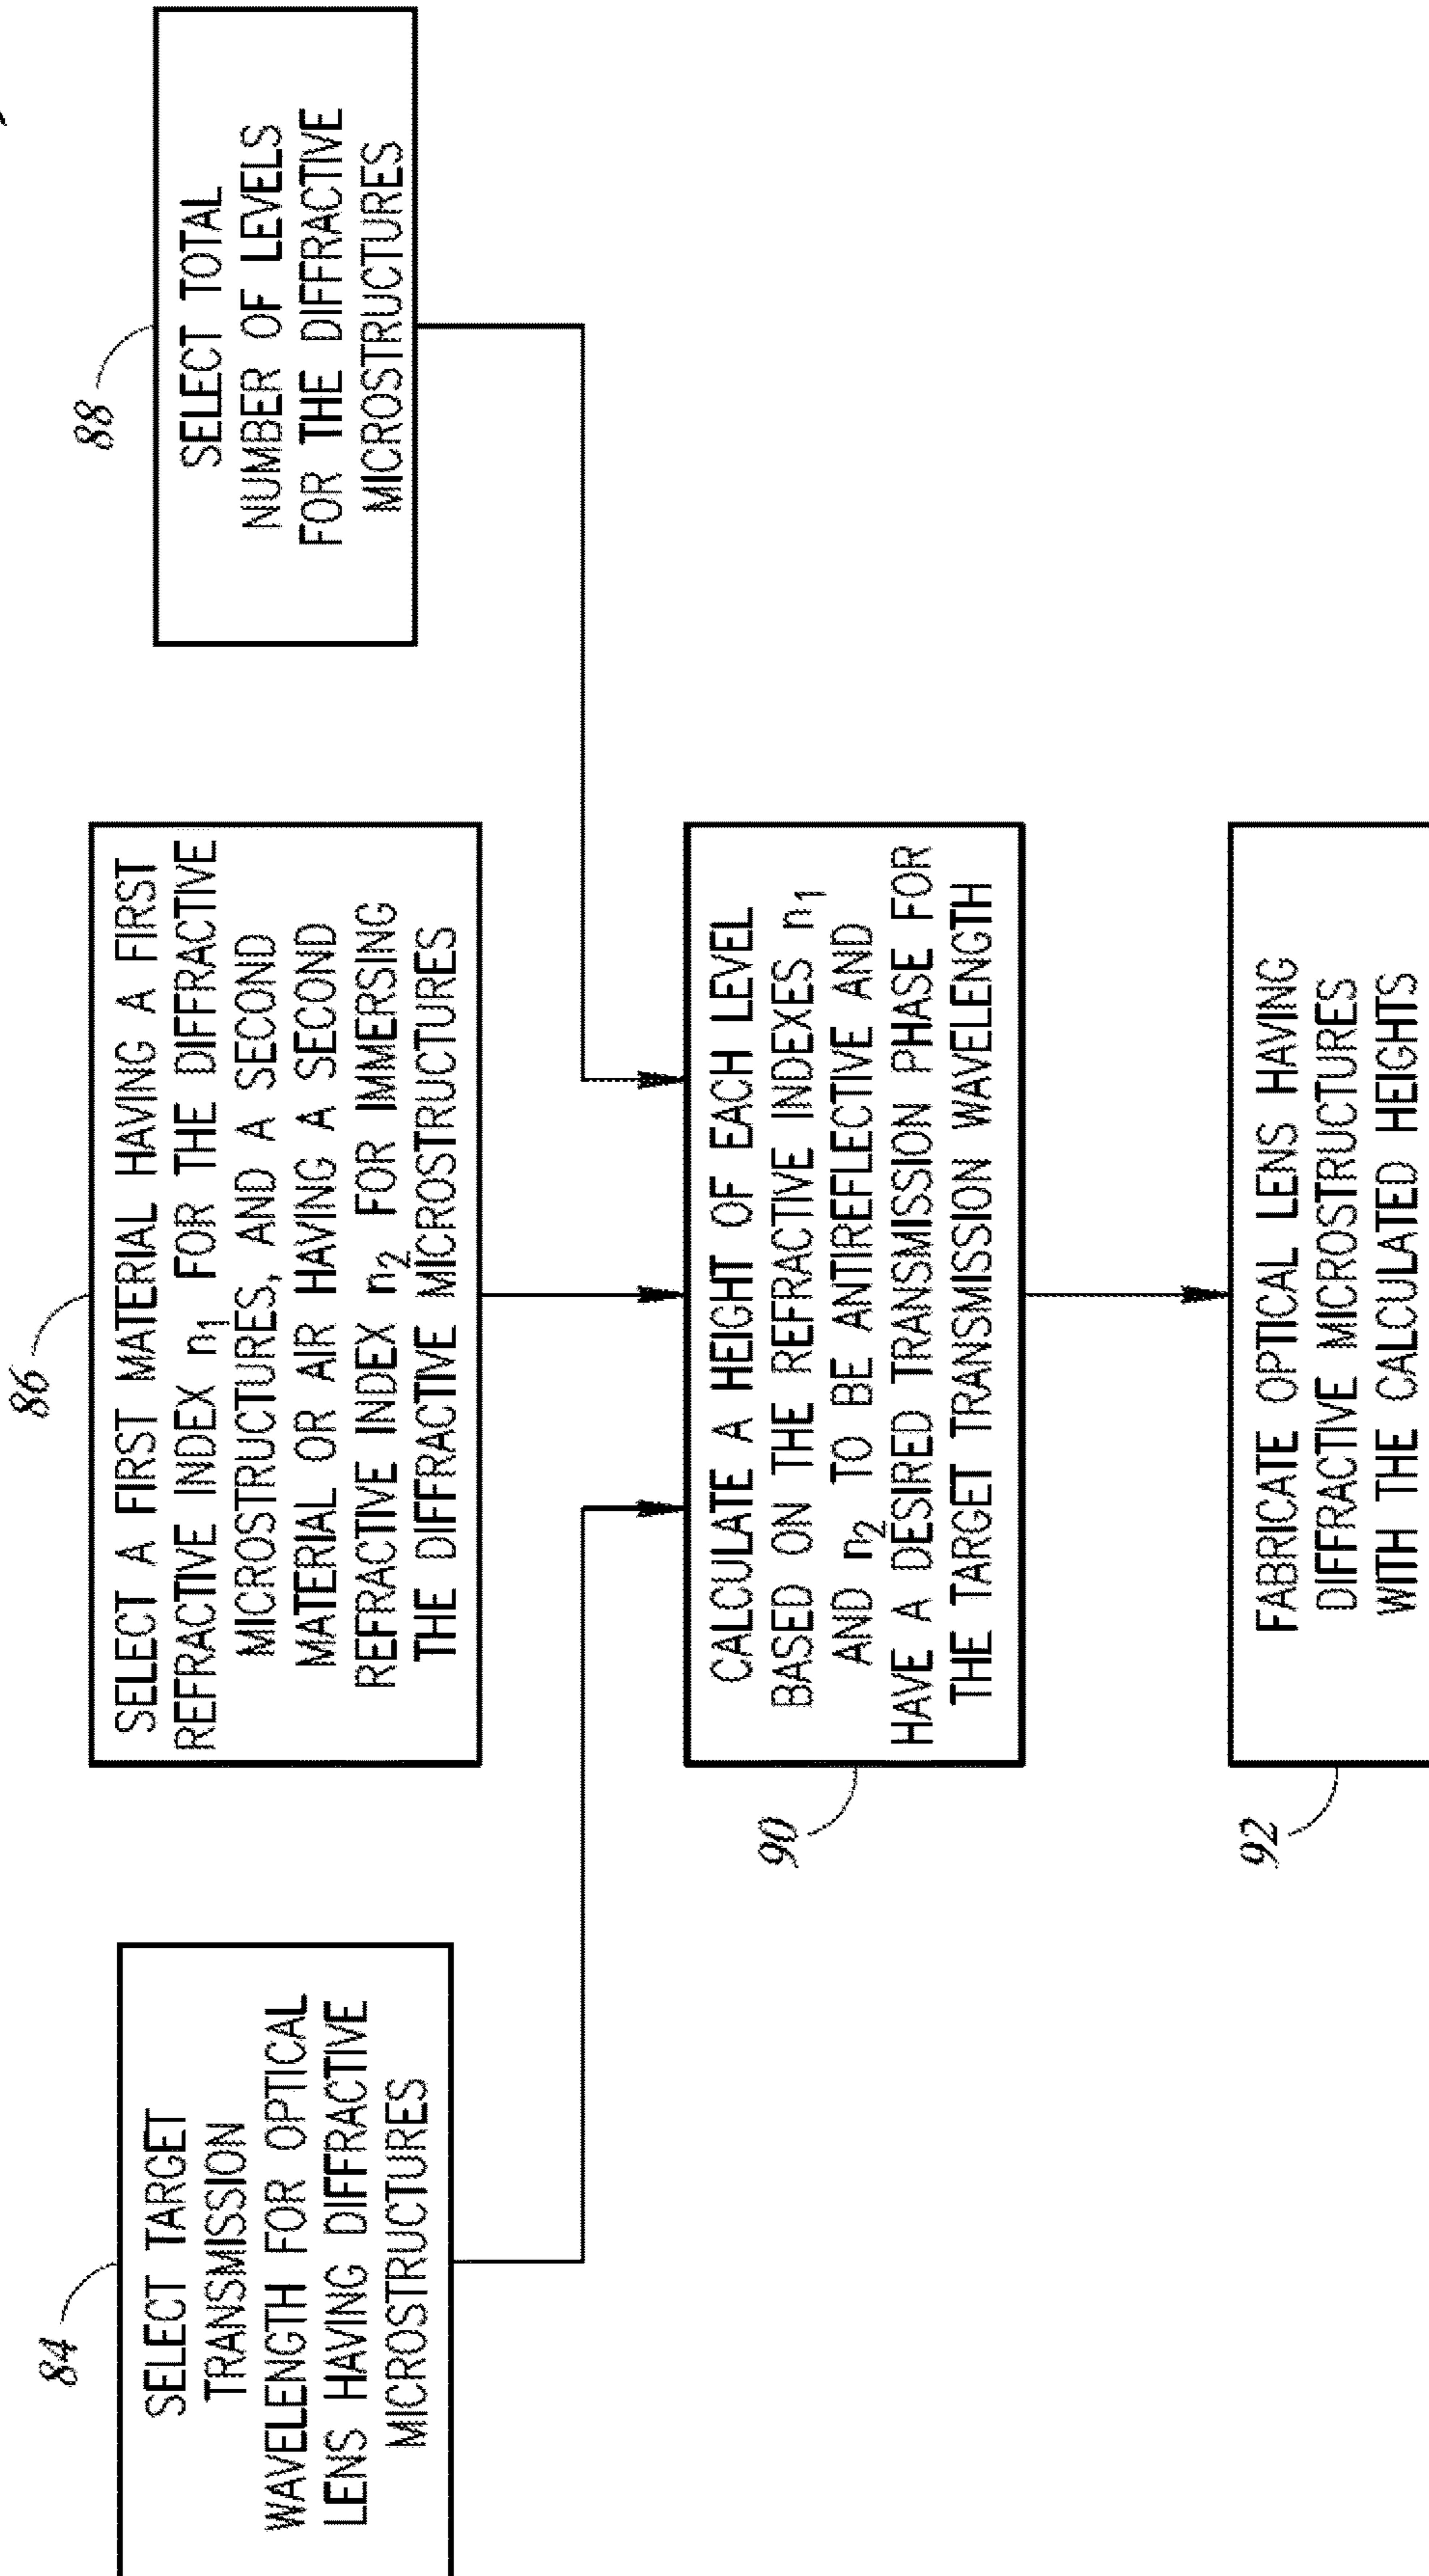 84
SELECT TARGET
TRANSMISSION
WAVELENGTH FOR OPTICAL
LENS HAVING DIFFRACTIVE
MICROSTRUCTURES
86
SELECT A FIRST MATERIAL HAVING A FIRST
REFRACTIVE INDEX n₁ FOR THE DIFFRACTIVE
MICROSTRUCTURES, AND A SECOND
MATERIAL OR AIR HAVING A SECOND
REFRACTIVE INDEX n₂ FOR IMMERSING
THE DIFFRACTIVE MICROSTRUCTURES
88
SELECT TOTAL
NUMBER OF LEVELS
FOR THE DIFFRACTIVE
MICROSTRUCTURES
90
CALCULATE A HEIGHT OF EACH LEVEL
BASED ON THE REFRACTIVE INDEXES n₁
AND n₂ TO BE ANTIREFLECTIVE AND
HAVE A DESIRED TRANSMISSION PHASE FOR
THE TARGET TRANSMISSION WAVELENGTH
92
FABRICATE OPTICAL LENS HAVING
DIFFRACTIVE MICROSTRUCTURES
WITH THE CALCULATED HEIGHTS